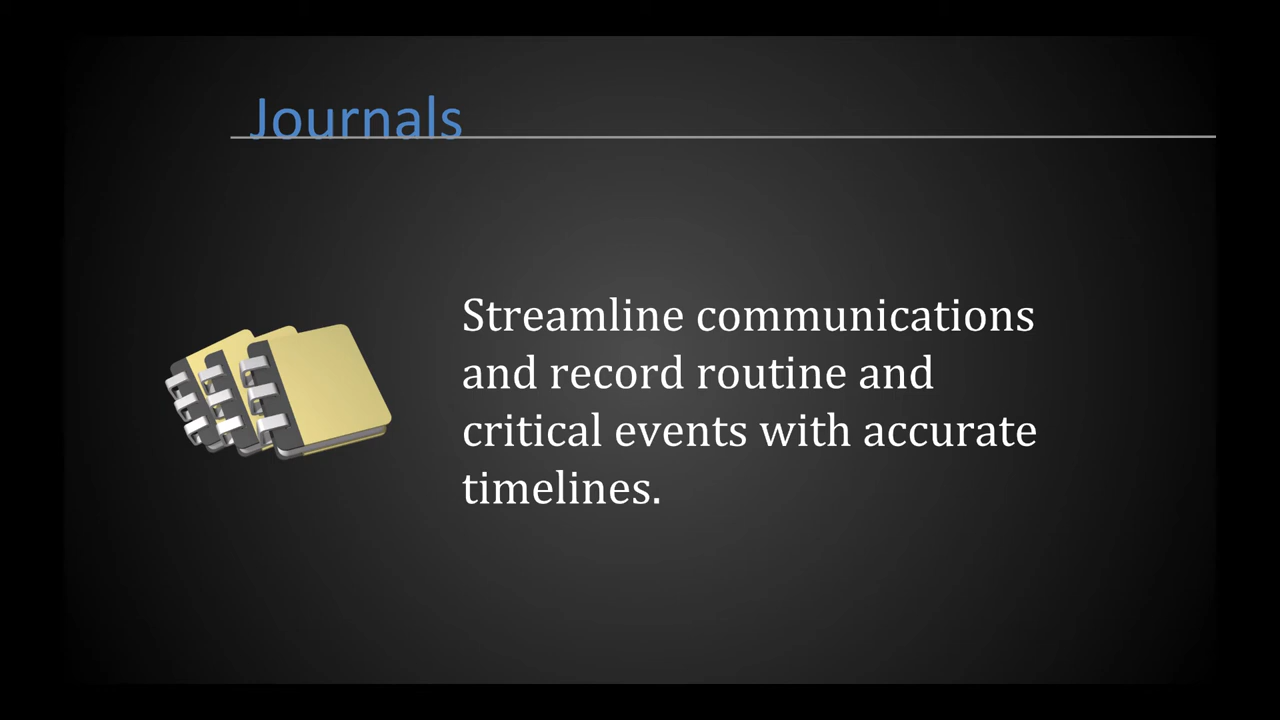 Journals
Streamline communications
and record routine and
critical events with accurate
timelines.